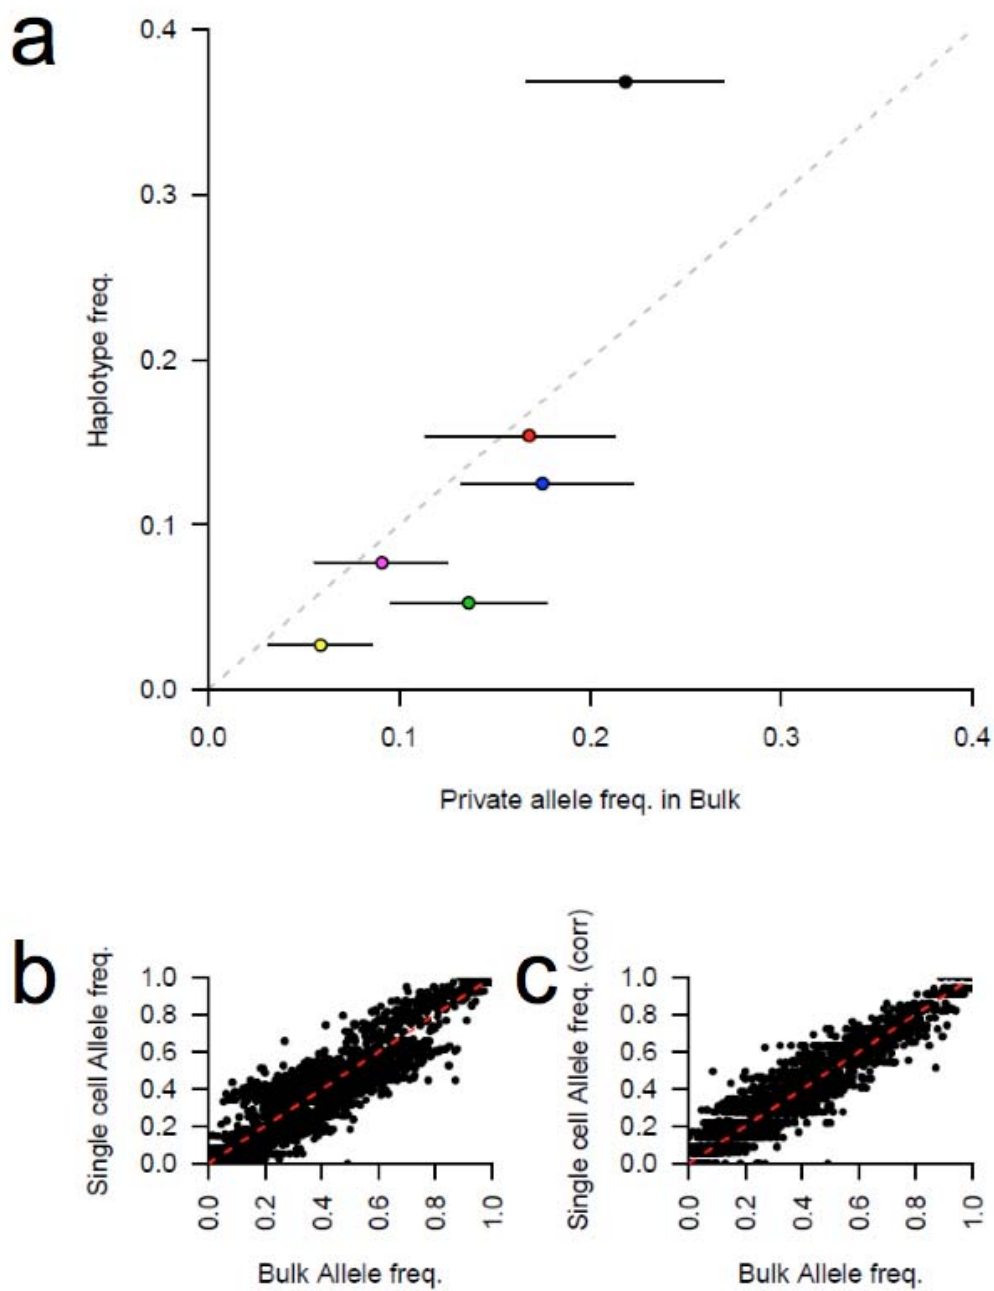 a
0.4
0.3
0.2
0.1
0.0
Haplotype freq.
0.0 0.1 0.2 0.3 0.4
Private allele freq. in Bulk
b
Single cell Allele freq.
1.0
0.8
0.6
0.4
0.2
0.0
0.0 0.2 0.4 0.6 0.8 1.0
Bulk Allele freq.
c
Single cell Allele freq. (corr)
1.0
0.8
0.6
0.4
0.2
0.0
0.0 0.2 0.4 0.6 0.8 1.0
Bulk Allele freq.